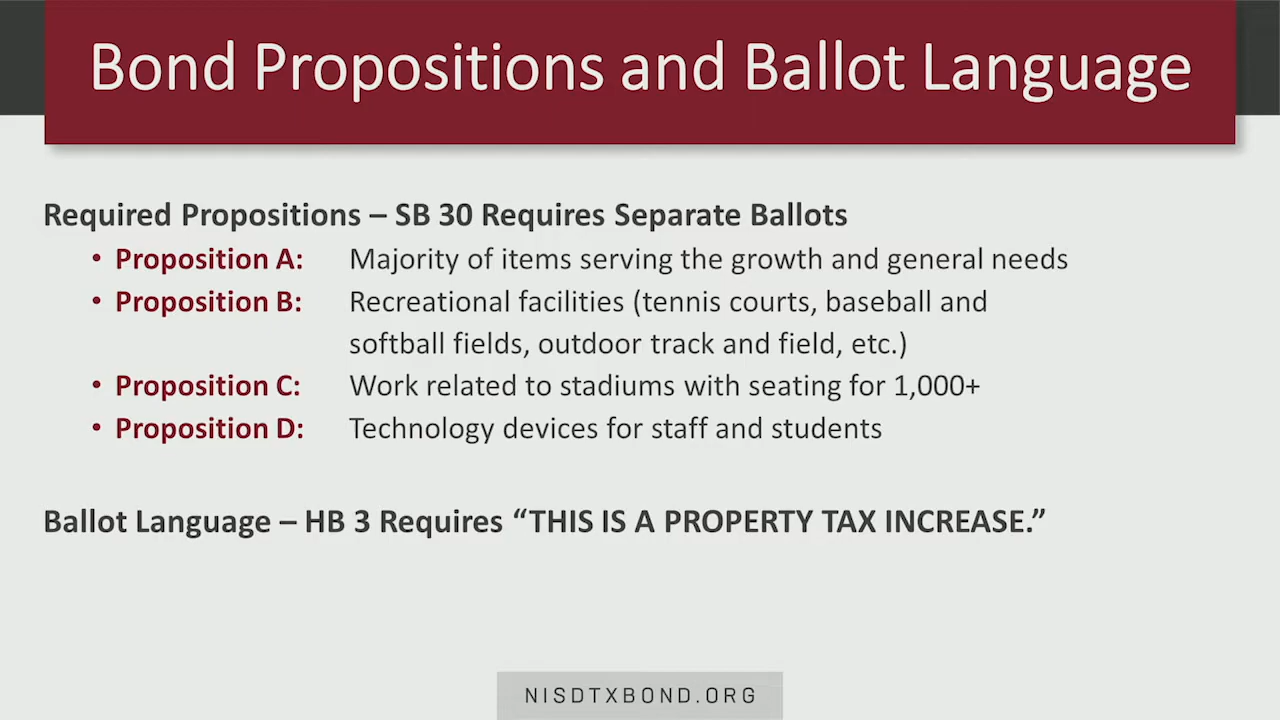 Bond Propositions and Ballot Language
Required Propositions – SB 30 Requires Separate Ballots
• Proposition A: Majority of items serving the growth and general needs
• Proposition B: Recreational facilities (tennis courts, baseball and
softball fields, outdoor track and field, etc.)
• Proposition C: Work related to stadiums with seating for 1,000+
• Proposition D: Technology devices for staff and students
Ballot Language – HB 3 Requires “THIS IS A PROPERTY TAX INCREASE.”
NISDTXBOND.ORG